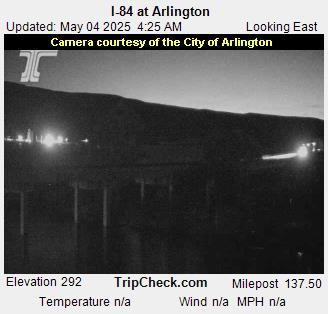 I-84 at Arlington
Updated: May 04 2025 4:25 AM Looking East
Camera courtesy of the City of Arlington
Elevation 292 TripCheck.com Milepost 137.50
Temperature n/a Wind n/a MPH n/a